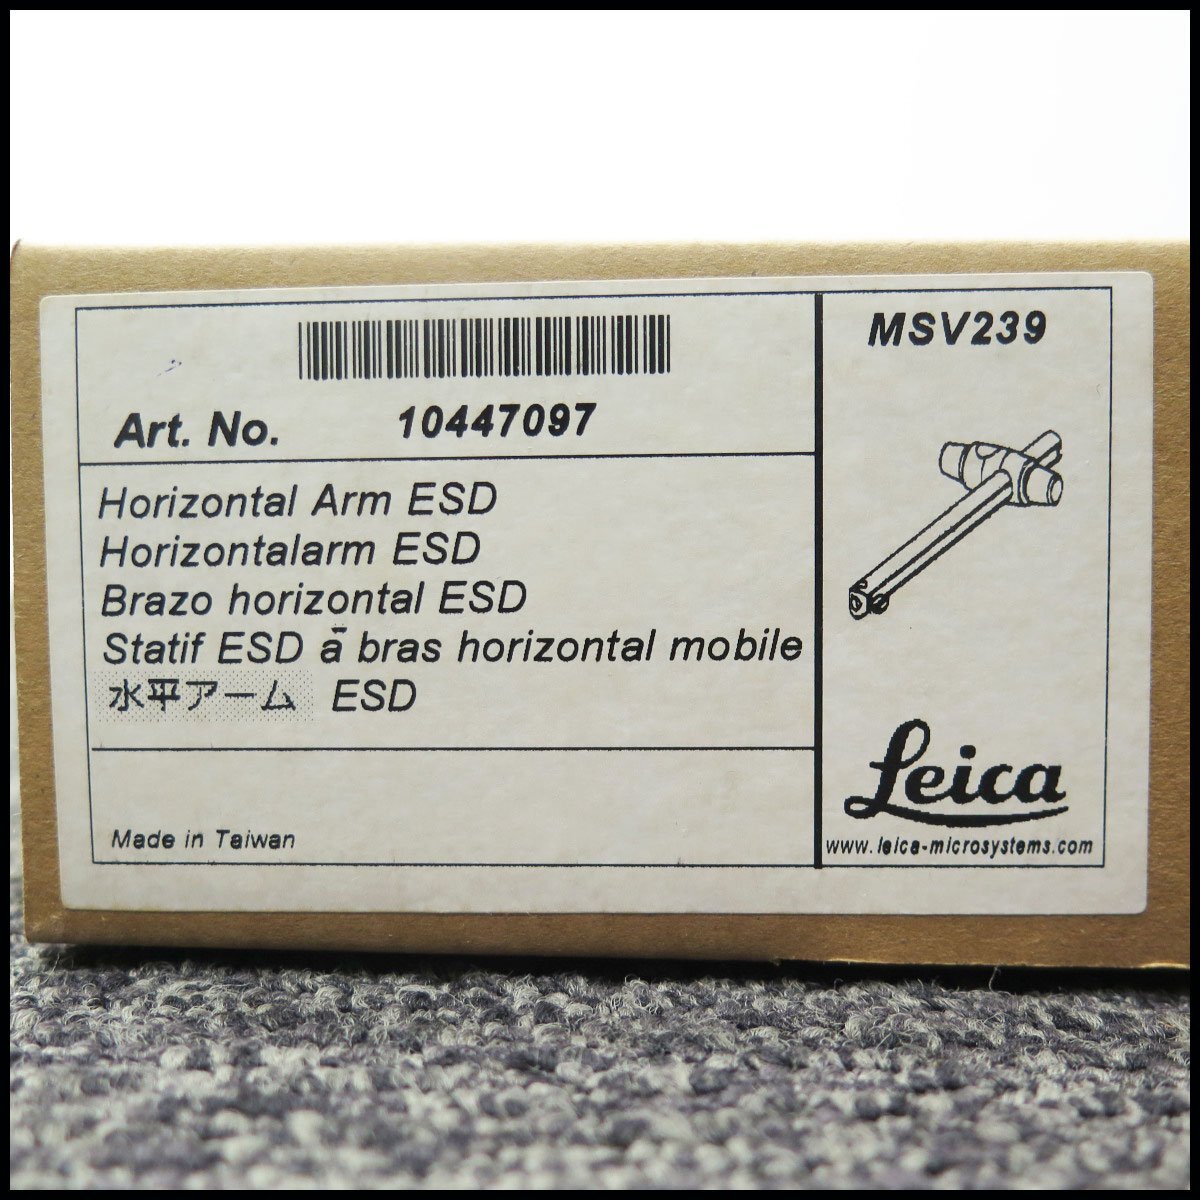 Art. No. 10447097
Horizontal Arm ESD
Horizontalarm ESD
Brazo horizontal ESD
Statif ESD ā bras horizontal mobile
水平アーム ESD
Made in Taiwan
MSV239
Leica
www.leica-microsystems.com